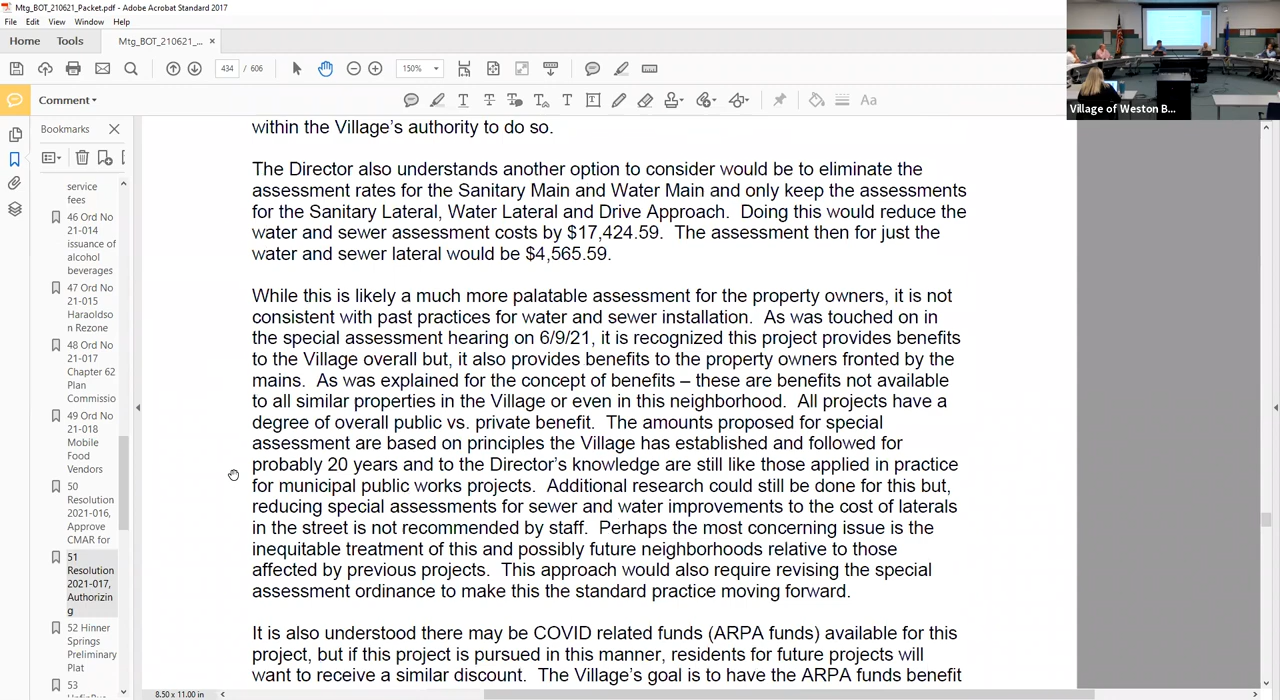 Mtg_BOT_210621_Packet.pdf - Adobe Acrobat Standard 2017
File Edit View Window Help
Home Tools Mtg_BOT_210621_... ×
434 / 606 150%
Comment
Aa
Village of Weston B...
Bookmarks
service
fees
46 Ord No
21-014
issuance of
alcohol
beverages
47 Ord No
21-015
Haraoldso
n Rezone
48 Ord No
21-017
Chapter 62
Plan
Commissio
49 Ord No
21-018
Mobile
Food
Vendors
50
Resolution
2021-016,
Approve
CMAR for
51
Resolution
2021-017,
Authorizin
g
52 Hinner
Springs
Preliminary
Plat
53
within the Village's authority to do so.
The Director also understands another option to consider would be to eliminate the
assessment rates for the Sanitary Main and Water Main and only keep the assessments
for the Sanitary Lateral, Water Lateral and Drive Approach. Doing this would reduce the
water and sewer assessment costs by $17,424.59. The assessment then for just the
water and sewer lateral would be $4,565.59.
While this is likely a much more palatable assessment for the property owners, it is not
consistent with past practices for water and sewer installation. As was touched on in
the special assessment hearing on 6/9/21, it is recognized this project provides benefits
to the Village overall but, it also provides benefits to the property owners fronted by the
mains. As was explained for the concept of benefits – these are benefits not available
to all similar properties in the Village or even in this neighborhood. All projects have a
degree of overall public vs. private benefit. The amounts proposed for special
assessment are based on principles the Village has established and followed for
probably 20 years and to the Director's knowledge are still like those applied in practice
for municipal public works projects. Additional research could still be done for this but,
reducing special assessments for sewer and water improvements to the cost of laterals
in the street is not recommended by staff. Perhaps the most concerning issue is the
inequitable treatment of this and possibly future neighborhoods relative to those
affected by previous projects. This approach would also require revising the special
assessment ordinance to make this the standard practice moving forward.
It is also understood there may be COVID related funds (ARPA funds) available for this
project, but if this project is pursued in this manner, residents for future projects will
want to receive a similar discount. The Village's goal is to have the ARPA funds benefit
8.50 x 11.00 in